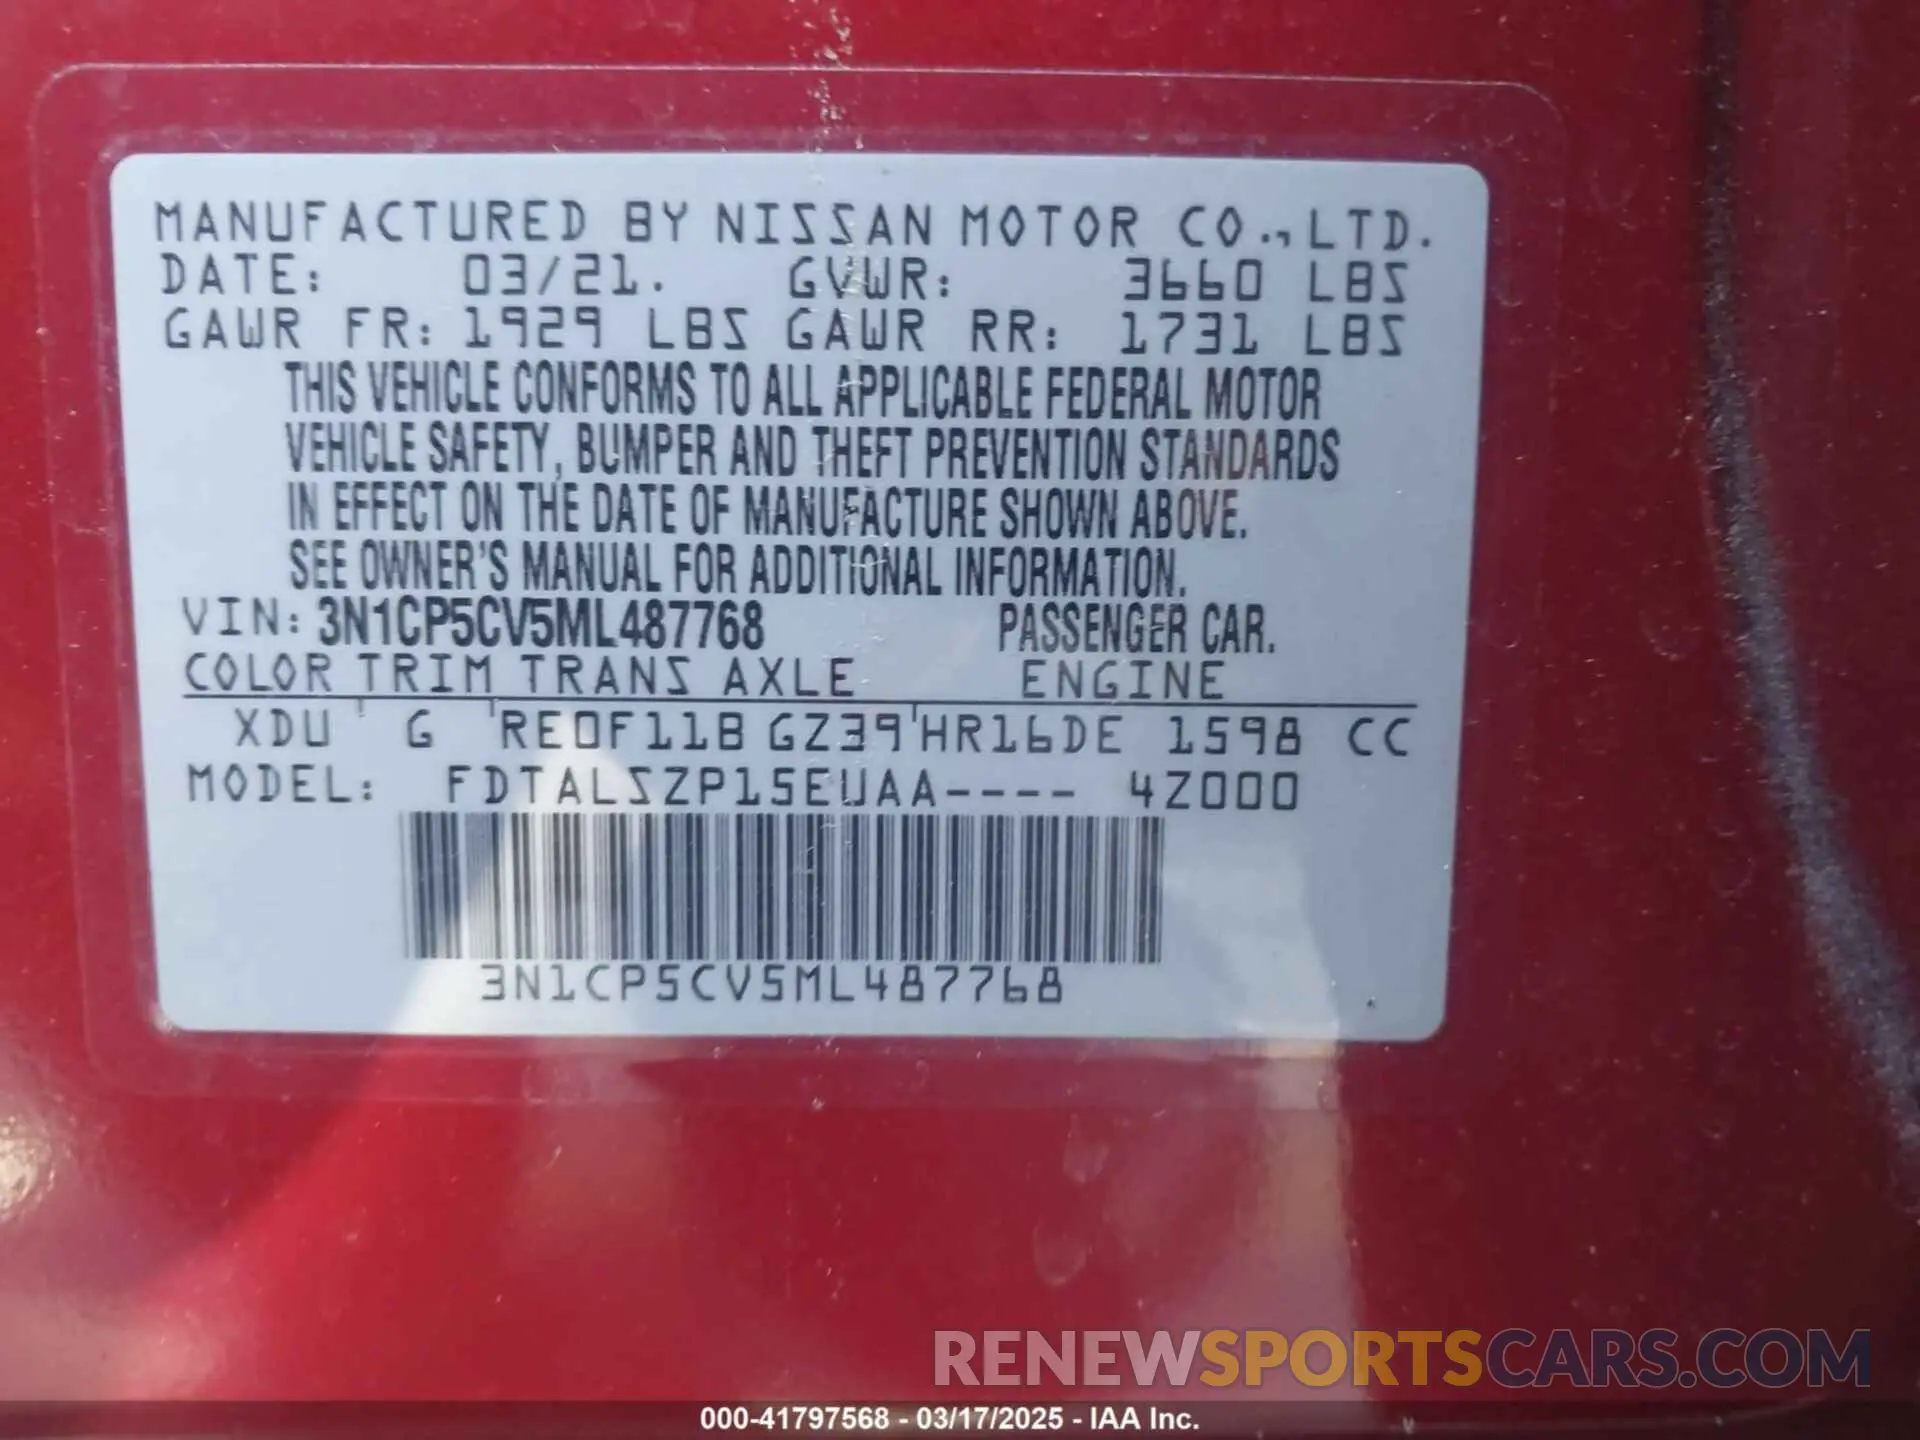 MANUFACTURED BY NISSAN MOTOR CO., LTD.
DATE: 03/21. GVWR: 3660 LBS
GAWR FR: 1929 LBS GAWR RR: 1731 LBS
THIS VEHICLE CONFORMS TO ALL APPLICABLE FEDERAL MOTOR
VEHICLE SAFETY, BUMPER AND THEFT PREVENTION STANDARDS
IN EFFECT ON THE DATE OF MANUFACTURE SHOWN ABOVE.
SEE OWNER'S MANUAL FOR ADDITIONAL INFORMATION.
VIN: 3N1CP5CV5ML487768 PASSENGER CAR.
COLOR TRIM TRANS AXLE ENGINE
XDU G RE0F11B GZ39 HR16DE 1598 CC
MODEL: FDTALSZP15EUAA---- 4Z000
3N1CP5CV5ML487768
RENEWSPORTSCARS.COM
000-41797568 - 03/17/2025 - IAA Inc.